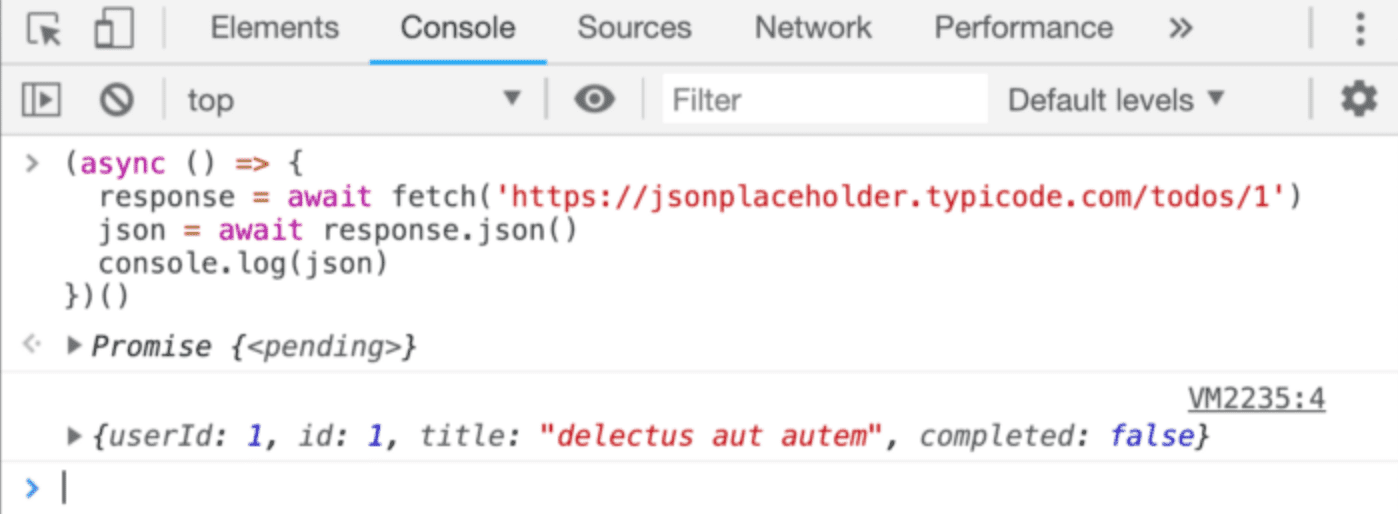 Elements Console Sources Network Performance »
top ▼ Filter Default levels ▼
> (async () => {
  response = await fetch('https://jsonplaceholder.typicode.com/todos/1')
  json = await response.json()
  console.log(json)
})()
Promise {<pending>}
VM2235:4
{userId: 1, id: 1, title: "delectus aut autem", completed: false}
>